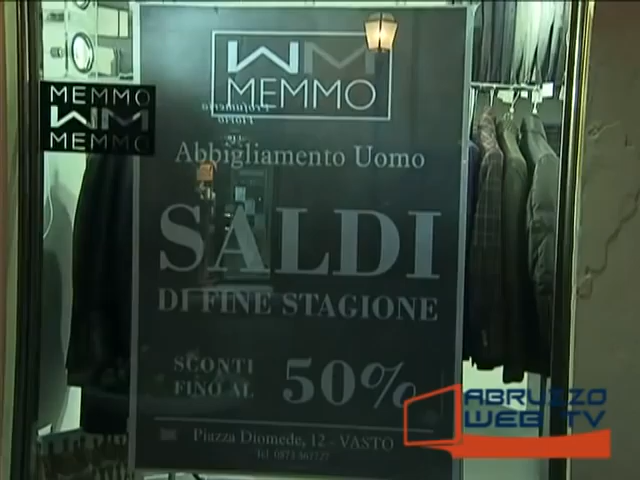 WM
MEMMO
MEMMO
WM
MEMMO
Profumeria
Abbigliamento Uomo
SALDI
DI FINE STAGIONE
SCONTI
FINO AL
50%
Piazza Diomede, 12 - VASTO
ABRUZZO
WEB TV